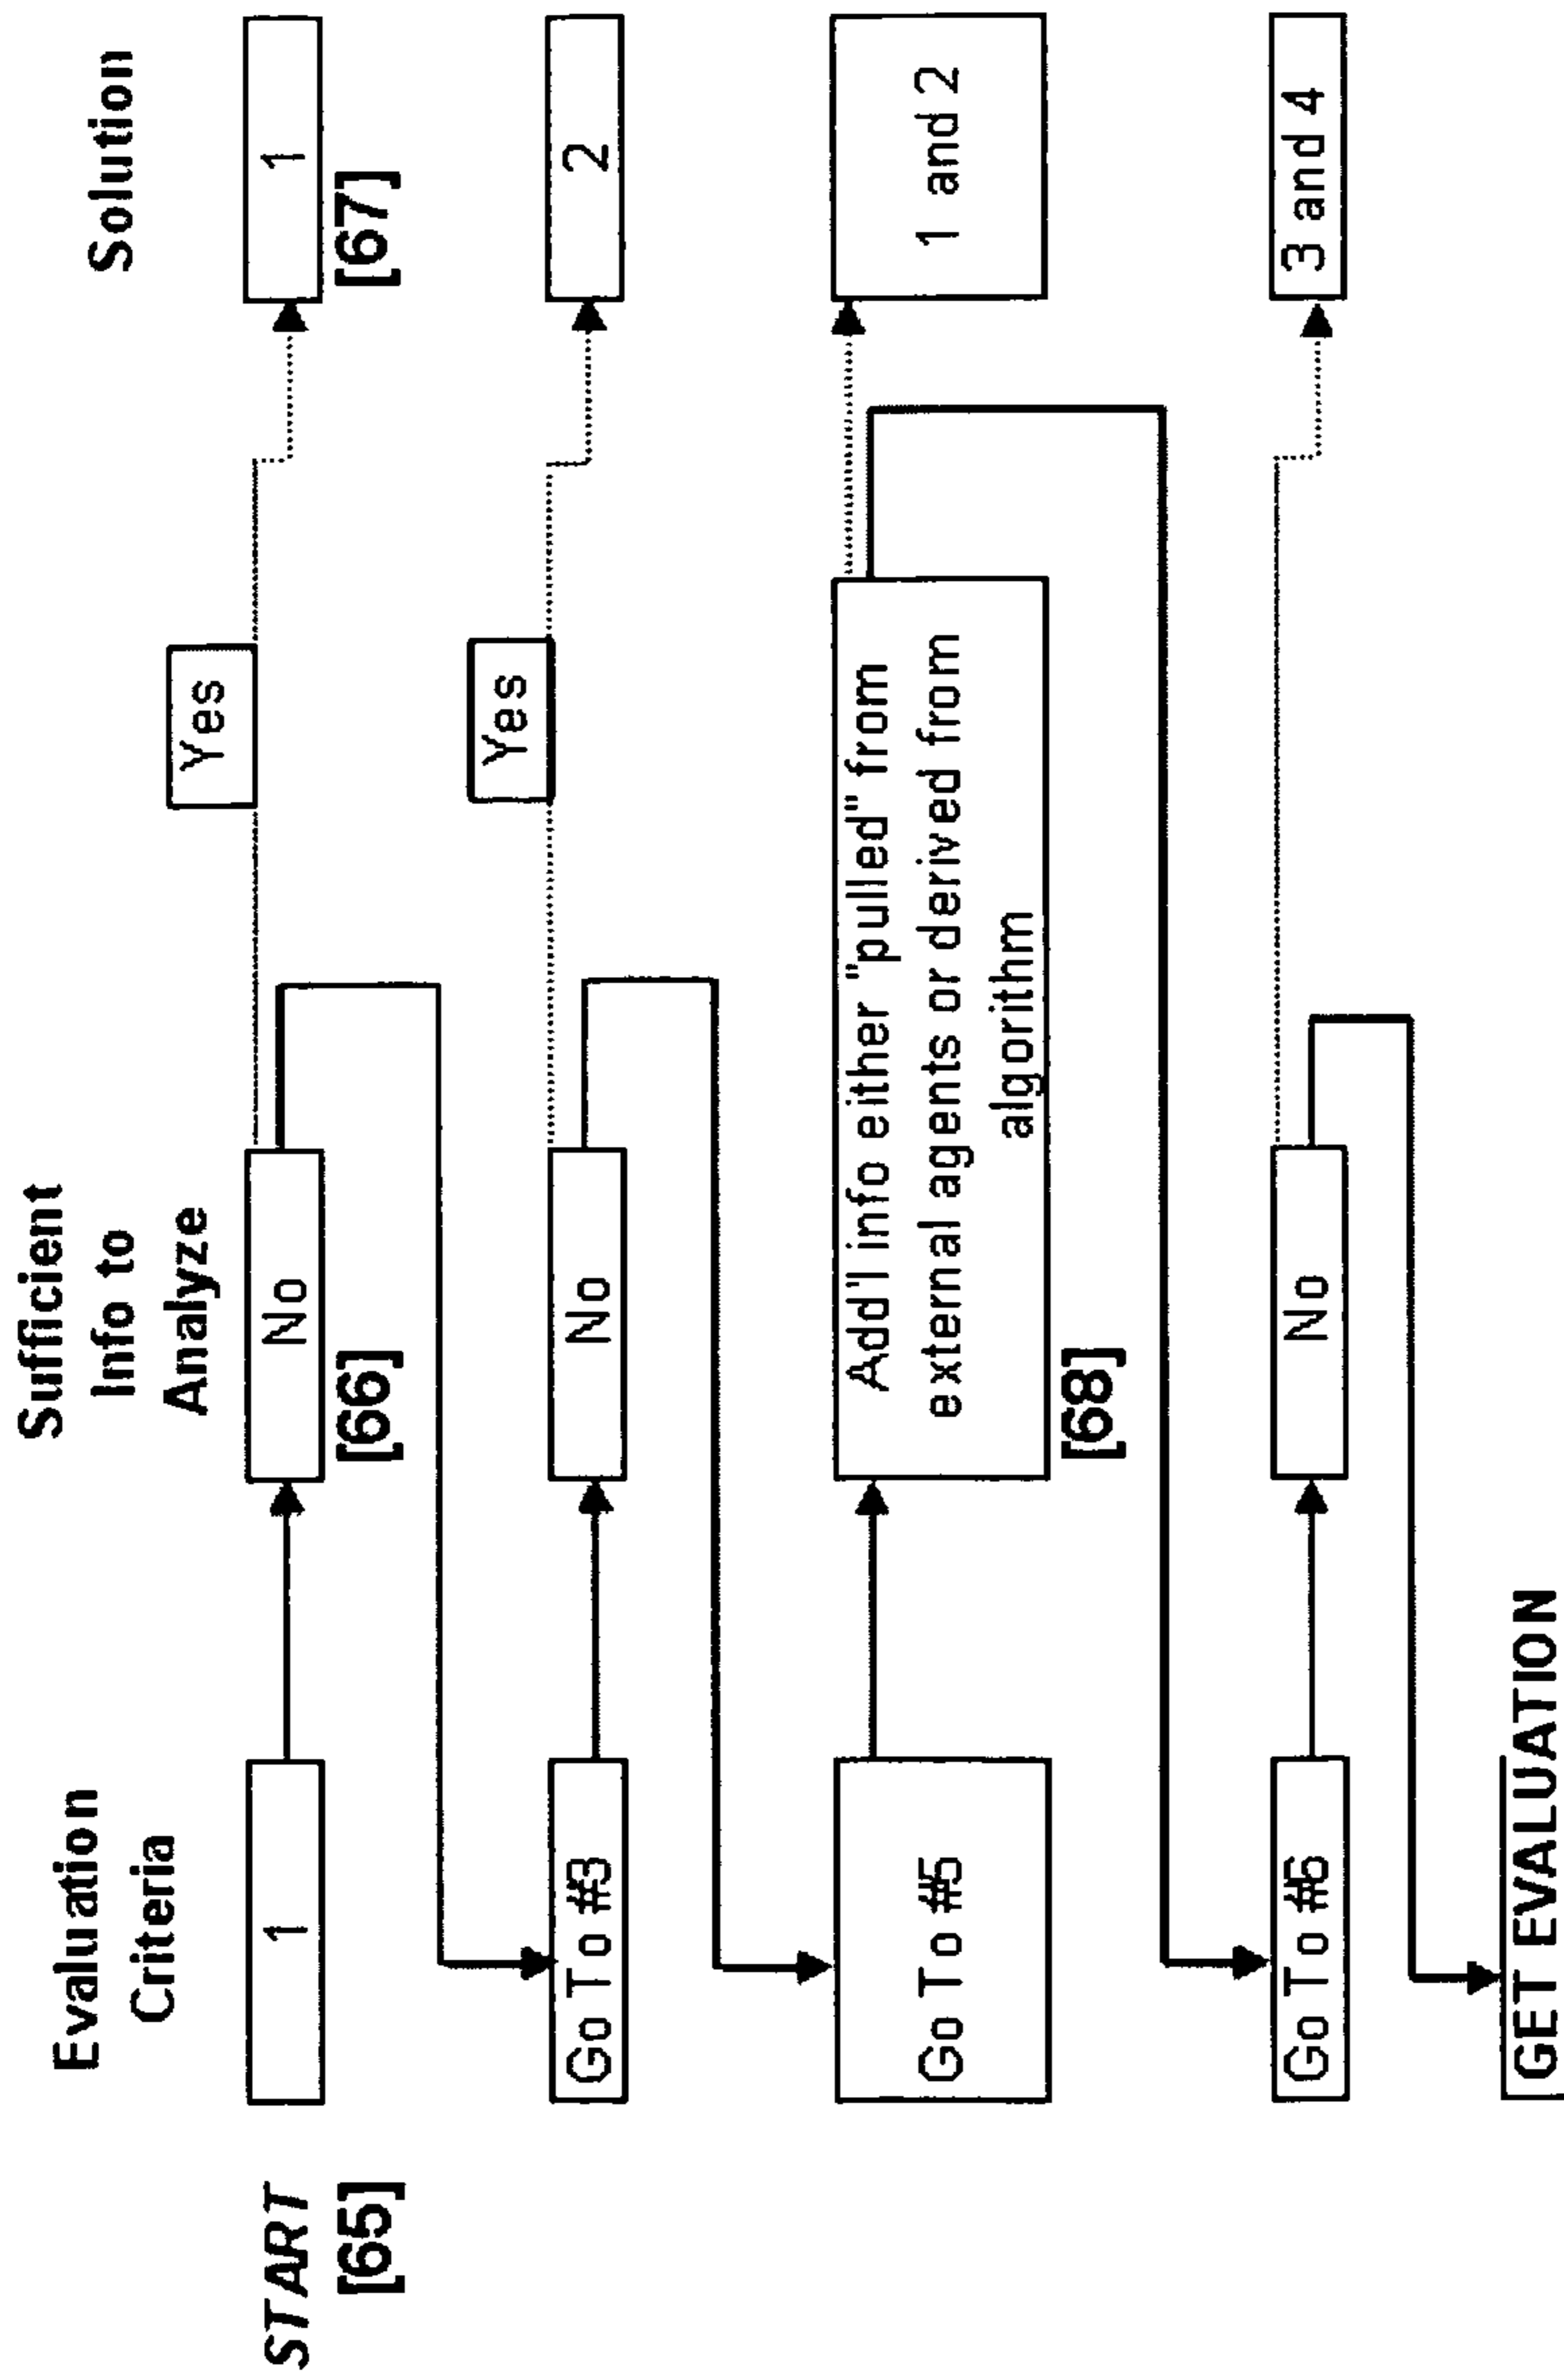 Evaluation
Criteria
Sufficient
Info to
Analyze
Solution
START
[65]
1
No
[66]
Yes
1
[67]
Go To #3
No
Yes
2
Go To #5
Add'l info either "pulled" from
external agents or derived from
algorithm
[68]
1 and 2
Go To #6
No
3 and 4
GET EVALUATION